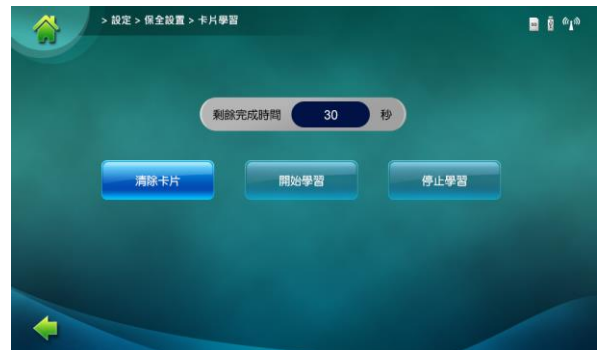 > 設定 > 保全設置 > 卡片學習
剩餘完成時間 30 秒
清除卡片 開始學習 停止學習